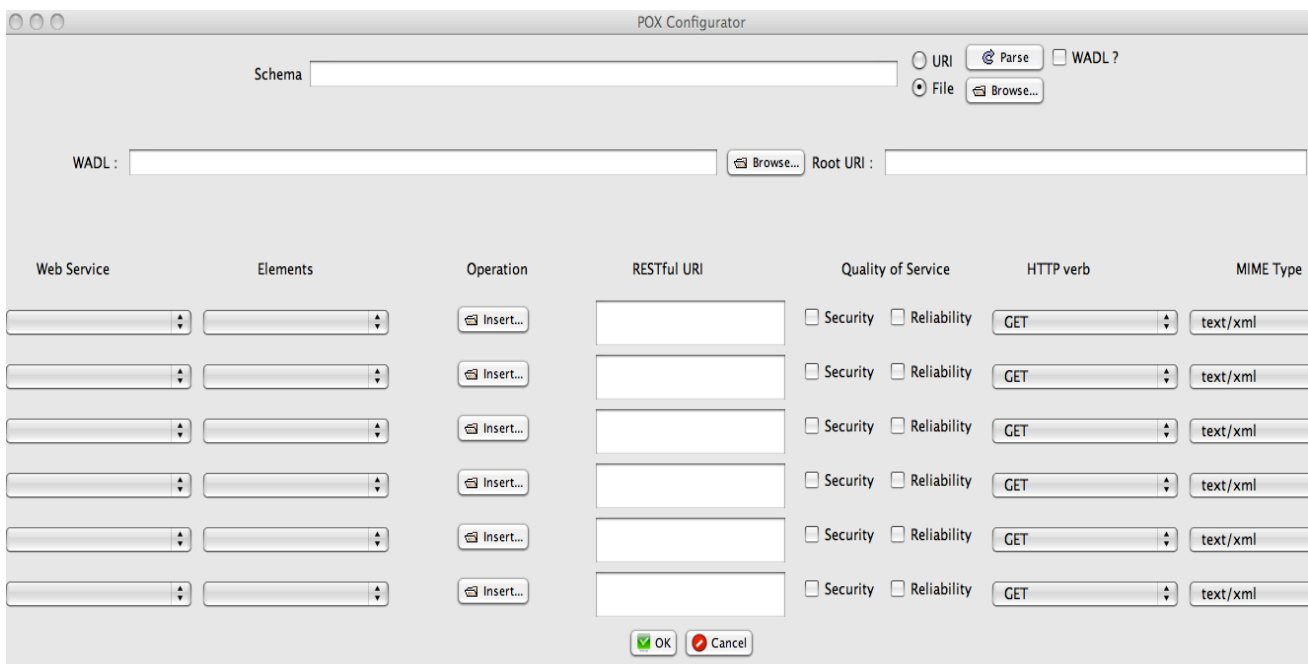 POX Configurator
Schema URI Parse WADL ?
File Browse...
WADL : Browse... Root URI :
Web Service Elements Operation RESTful URI Quality of Service HTTP verb MIME Type
Insert... Security Reliability GET text/xml
Insert... Security Reliability GET text/xml
Insert... Security Reliability GET text/xml
Insert... Security Reliability GET text/xml
Insert... Security Reliability GET text/xml
Insert... Security Reliability GET text/xml
OK Cancel